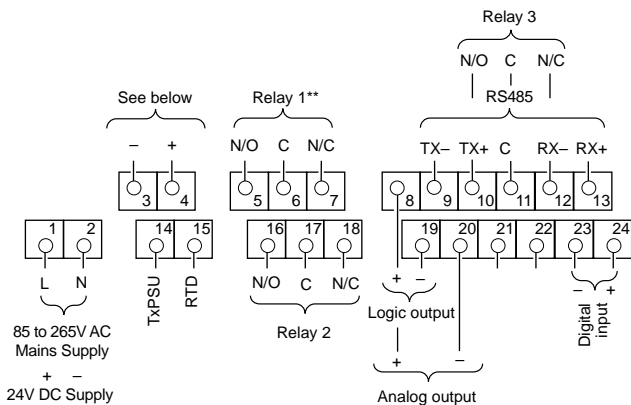 Relay 3
N/O C N/C
See below
Relay 1**
RS485
– +
N/O C N/C
TX– TX+ C RX– RX+
3 4
5 6 7
8 9 10 11 12 13
1 2
14 15
16 17 18
19 20 21 22 23 24
L N
TxPSU
RTD
N/O C N/C
+ –
– +
Logic output
Digital
input
85 to 265V AC
Mains Supply
Relay 2
+ –
+ –
24V DC Supply
Analog output